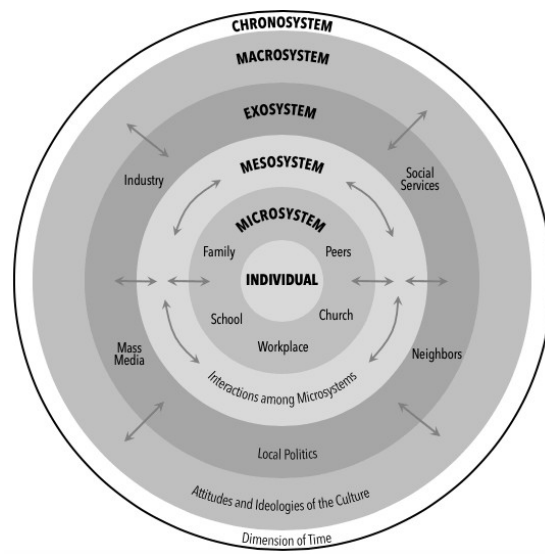 CHRONOSYSTEM
MACROSYSTEM
EXOSYSTEM
MESOSYSTEM
Industry
Social
Services
MICROSYSTEM
Family
Peers
INDIVIDUAL
School
Church
Workplace
Mass
Media
Neighbors
Interactions among Microsystems
Local Politics
Attitudes and Ideologies of the Culture
Dimension of Time